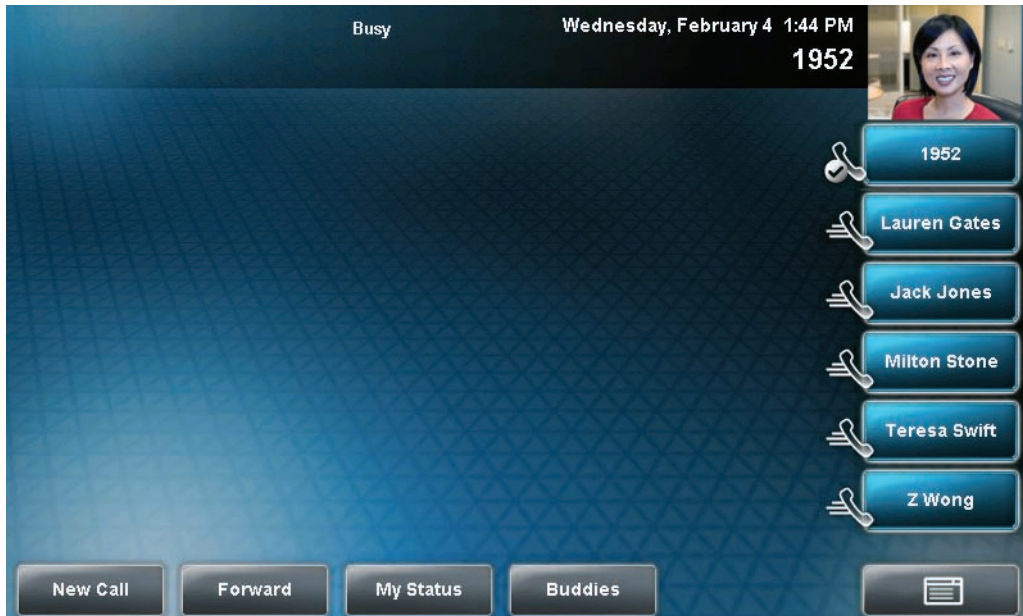 Busy
Wednesday, February 4 1:44 PM
1952
1952
Lauren Gates
Jack Jones
Milton Stone
Teresa Swift
Z Wong
New Call
Forward
My Status
Buddies